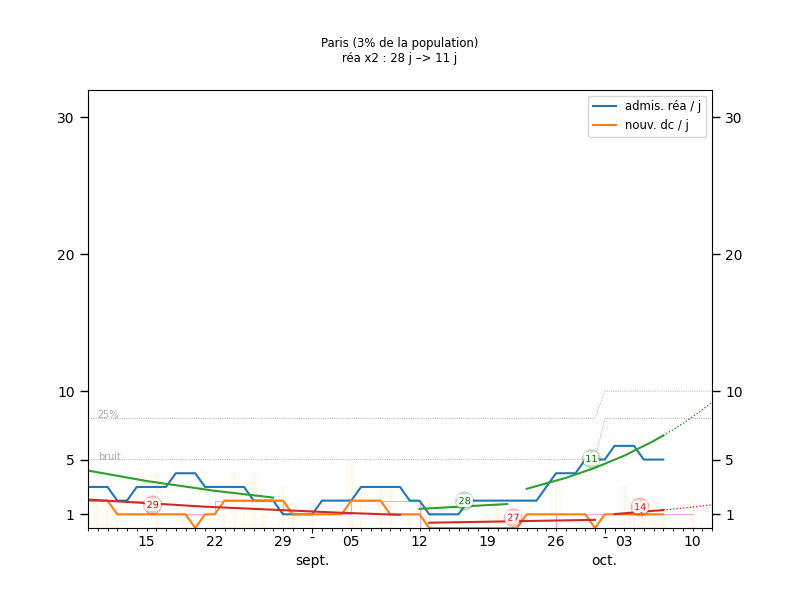 Paris (3% de la population)
réa x2 : 28 j –> 11 j
admis. réa / j
nouv. dc / j
30 30
20 20
10 10
25%
5 bruit 5
11
28
29 27 14
1 1
15 22 29 - 05 12 19 26 - 03 10
sept. oct.